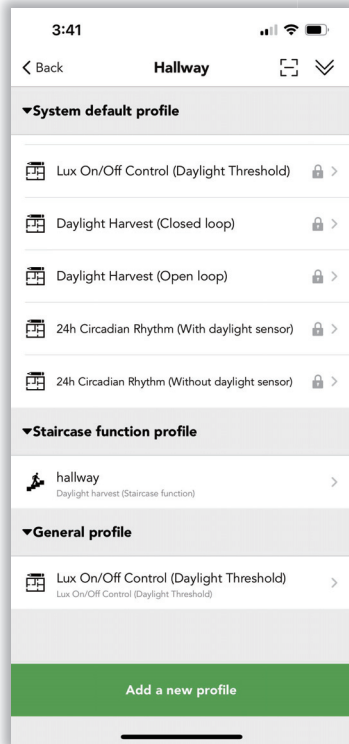 3:41
Back
Hallway
▾System default profile
Lux On/Off Control (Daylight Threshold)
Daylight Harvest (Closed loop)
Daylight Harvest (Open loop)
24h Circadian Rhythm (With daylight sensor)
24h Circadian Rhythm (Without daylight sensor)
▾Staircase function profile
hallway
Daylight harvest (Staircase function)
▾General profile
Lux On/Off Control (Daylight Threshold)
Lux On/Off Control (Daylight Threshold)
Add a new profile